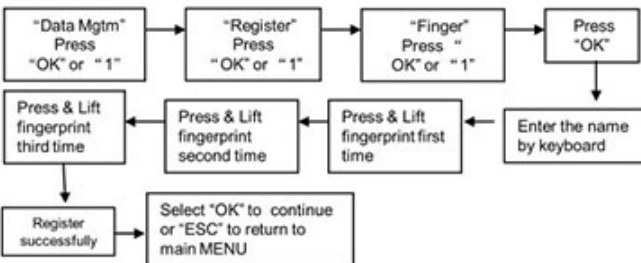 "Data Mgtm"
Press
"OK" or "1"
"Register"
Press
"OK" or "1"
"Finger"
Press "
OK" or "1"
Press
"OK"
Enter the name
by keyboard
Press & Lift
fingerprint first
time
Press & Lift
fingerprint
second time
Press & Lift
fingerprint
third time
Register
successfully
Select "OK" to continue
or "ESC" to return to
main MENU